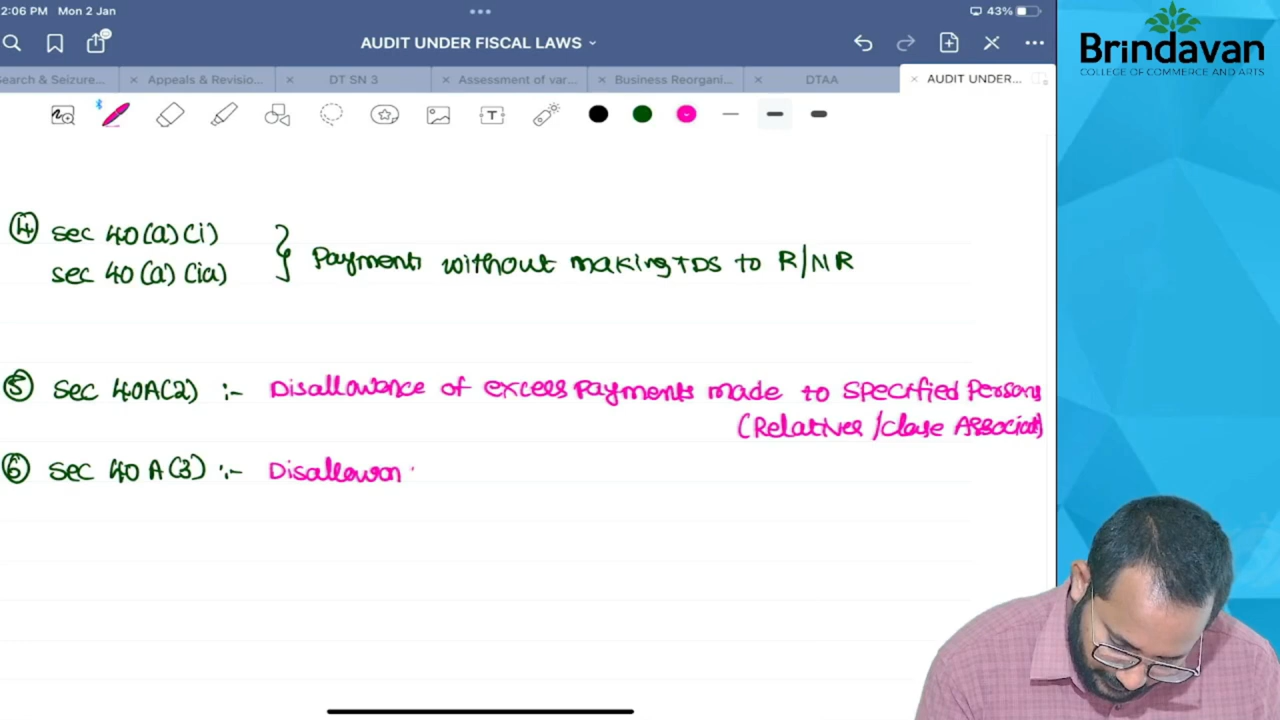 2:06 PM Mon 2 Jan
43%
AUDIT UNDER FISCAL LAWS
Brindavan
COLLEGE OF COMMERCE AND ARTS
earch & Seizure...
Appeals & Revisio...
DT SN 3
Assessment of var...
Business Reorgani...
DTAA
AUDIT UNDER...
T
④ sec 40(a)(i)
sec 40(a)(ia)
} Payments without making TDS to R/NR
⑤ sec 40A(2) :- Disallowance of excess Payments made to Specified Persons
(Relatives/close Associat)
⑥ sec 40 A(3) :- Disallowan